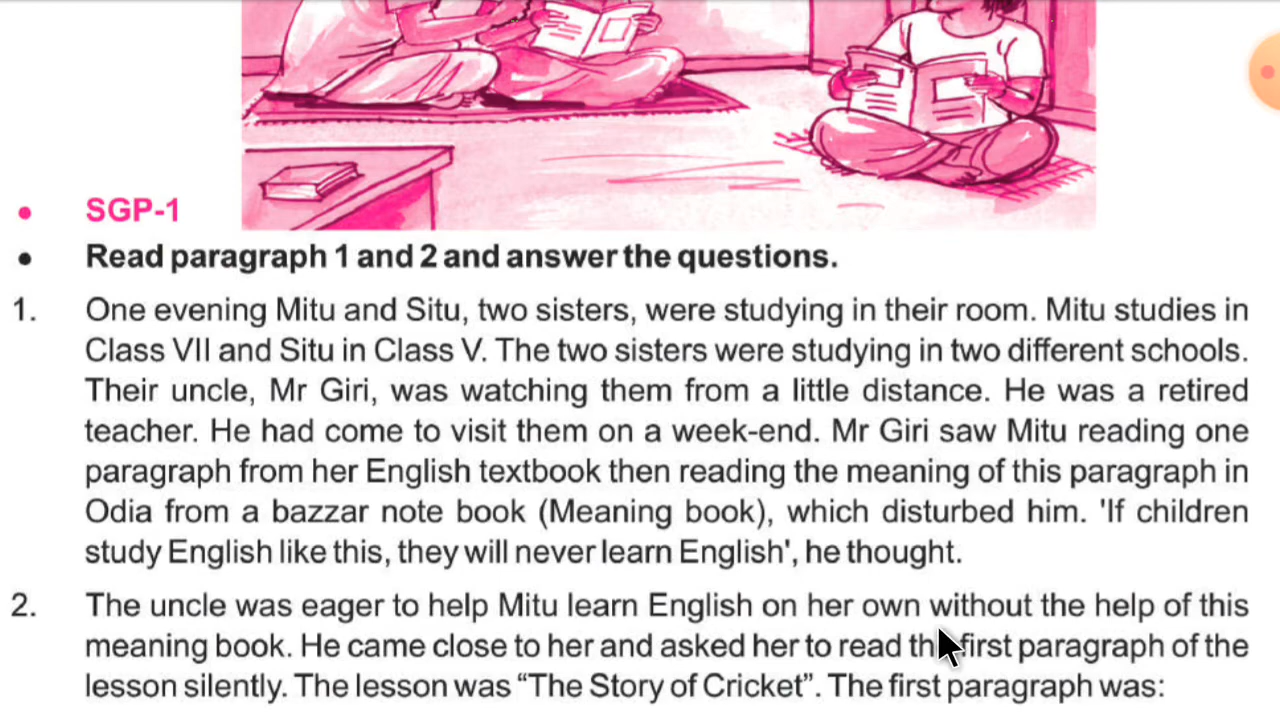 SGP-1
Read paragraph 1 and 2 and answer the questions.
1. One evening Mitu and Situ, two sisters, were studying in their room. Mitu studies in
Class VII and Situ in Class V. The two sisters were studying in two different schools.
Their uncle, Mr Giri, was watching them from a little distance. He was a retired
teacher. He had come to visit them on a week-end. Mr Giri saw Mitu reading one
paragraph from her English textbook then reading the meaning of this paragraph in
Odia from a bazzar note book (Meaning book), which disturbed him. 'If children
study English like this, they will never learn English', he thought.
2. The uncle was eager to help Mitu learn English on her own without the help of this
meaning book. He came close to her and asked her to read the first paragraph of the
lesson silently. The lesson was “The Story of Cricket”. The first paragraph was: